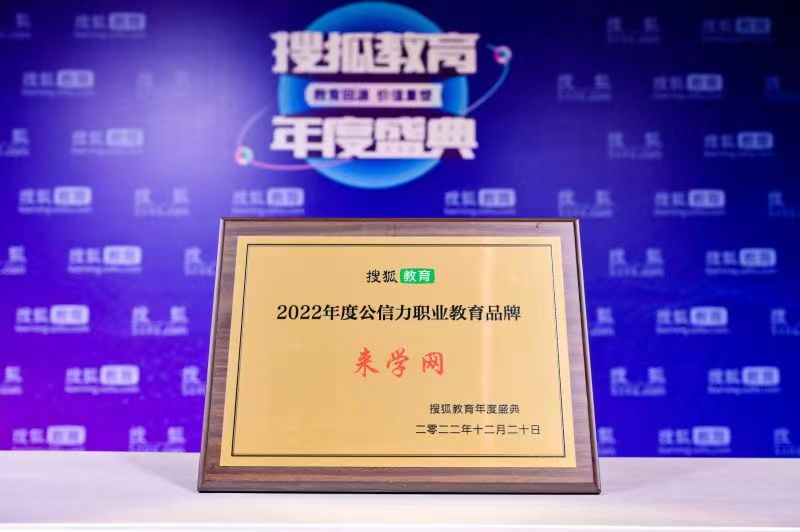 搜狐教育
教育回溯 价值重塑
年度盛典
搜狐 教育
2022年度公信力职业教育品牌
来学网
搜狐教育年度盛典
二零二二年十二月二十日